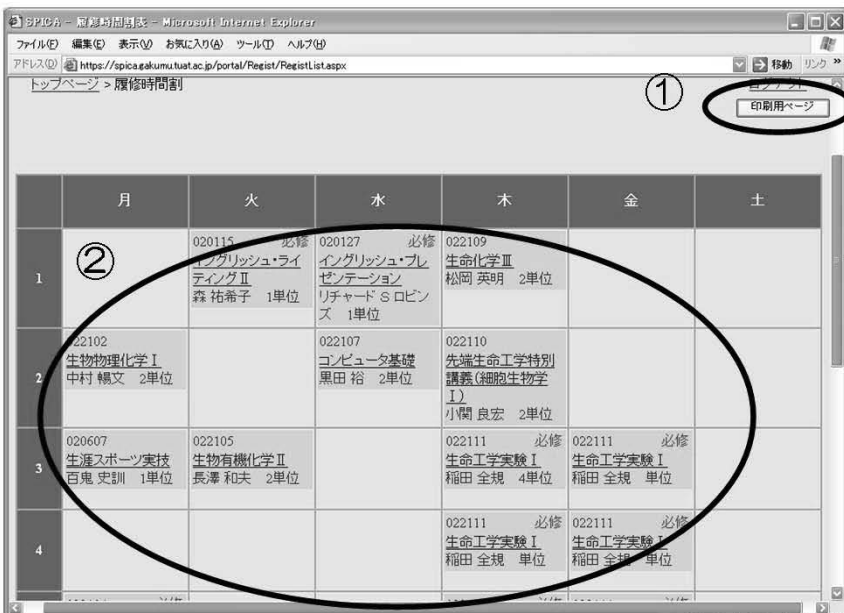 SPICA - 履修時間割表 - Microsoft Internet Explorer
ファイル(F) 編集(E) 表示(V) お気に入り(A) ツール(T) ヘルプ(H)
アドレス(D) https://spica.gakumu.tuat.ac.jp/portal/Regist/RegistList.aspx 移動 リンク »
トップページ > 履修時間割 ① ログアウト
印刷用ページ
月 火 水 木 金 土
②
1
020115 必修
イングリッシュ・ライ
ティングⅡ
森 祐希子 1単位
020127 必修
イングリッシュ・プレ
ゼンテーション
リチャード S ロビン
ズ 1単位
022109
生命化学Ⅲ
松岡 英明 2単位
2
022102
生物物理化学Ⅰ
中村 暢文 2単位
022107
コンピュータ基礎
黒田 裕 2単位
022110
先端生命工学特別
講義(細胞生物学
Ⅰ)
小関 良宏 2単位
3
020607
生涯スポーツ実技
百鬼 史訓 1単位
022105
生物有機化学Ⅱ
長澤 和夫 2単位
022111 必修
生命工学実験Ⅰ
稲田 全規 4単位
022111 必修
生命工学実験Ⅰ
稲田 全規 単位
4
022111 必修
生命工学実験Ⅰ
稲田 全規 単位
022111 必修
生命工学実験Ⅰ
稲田 全規 単位